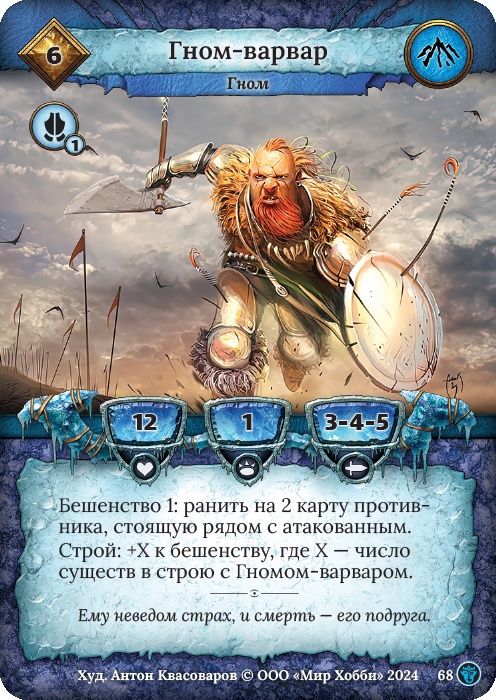 6
Гном-варвар
Гном
1
12
1
3-4-5
Бешенство 1: ранить на 2 карту против-
ника, стоящую рядом с атакованным.
Строй: +X к бешенству, где X — число
существ в строю с Гномом-варваром.
Ему неведом страх, и смерть — его подруга.
Худ. Антон Квасоваров © ООО «Мир Хобби» 2024
68